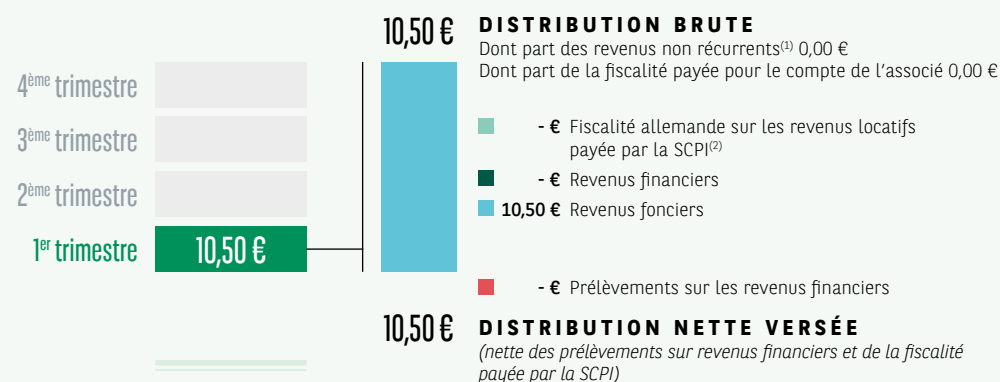 10,50 € DISTRIBUTION BRUTE
Dont part des revenus non récurrents(1) 0,00 €
Dont part de la fiscalité payée pour le compte de l'associé 0,00 €
4ème trimestre
3ème trimestre
2ème trimestre
1er trimestre 10,50 €
- € Fiscalité allemande sur les revenus locatifs
payée par la SCPI(2)
- € Revenus financiers
10,50 € Revenus fonciers
- € Prélèvements sur les revenus financiers
10,50 € DISTRIBUTION NETTE VERSÉE
(nette des prélèvements sur revenus financiers et de la fiscalité
payée par la SCPI)